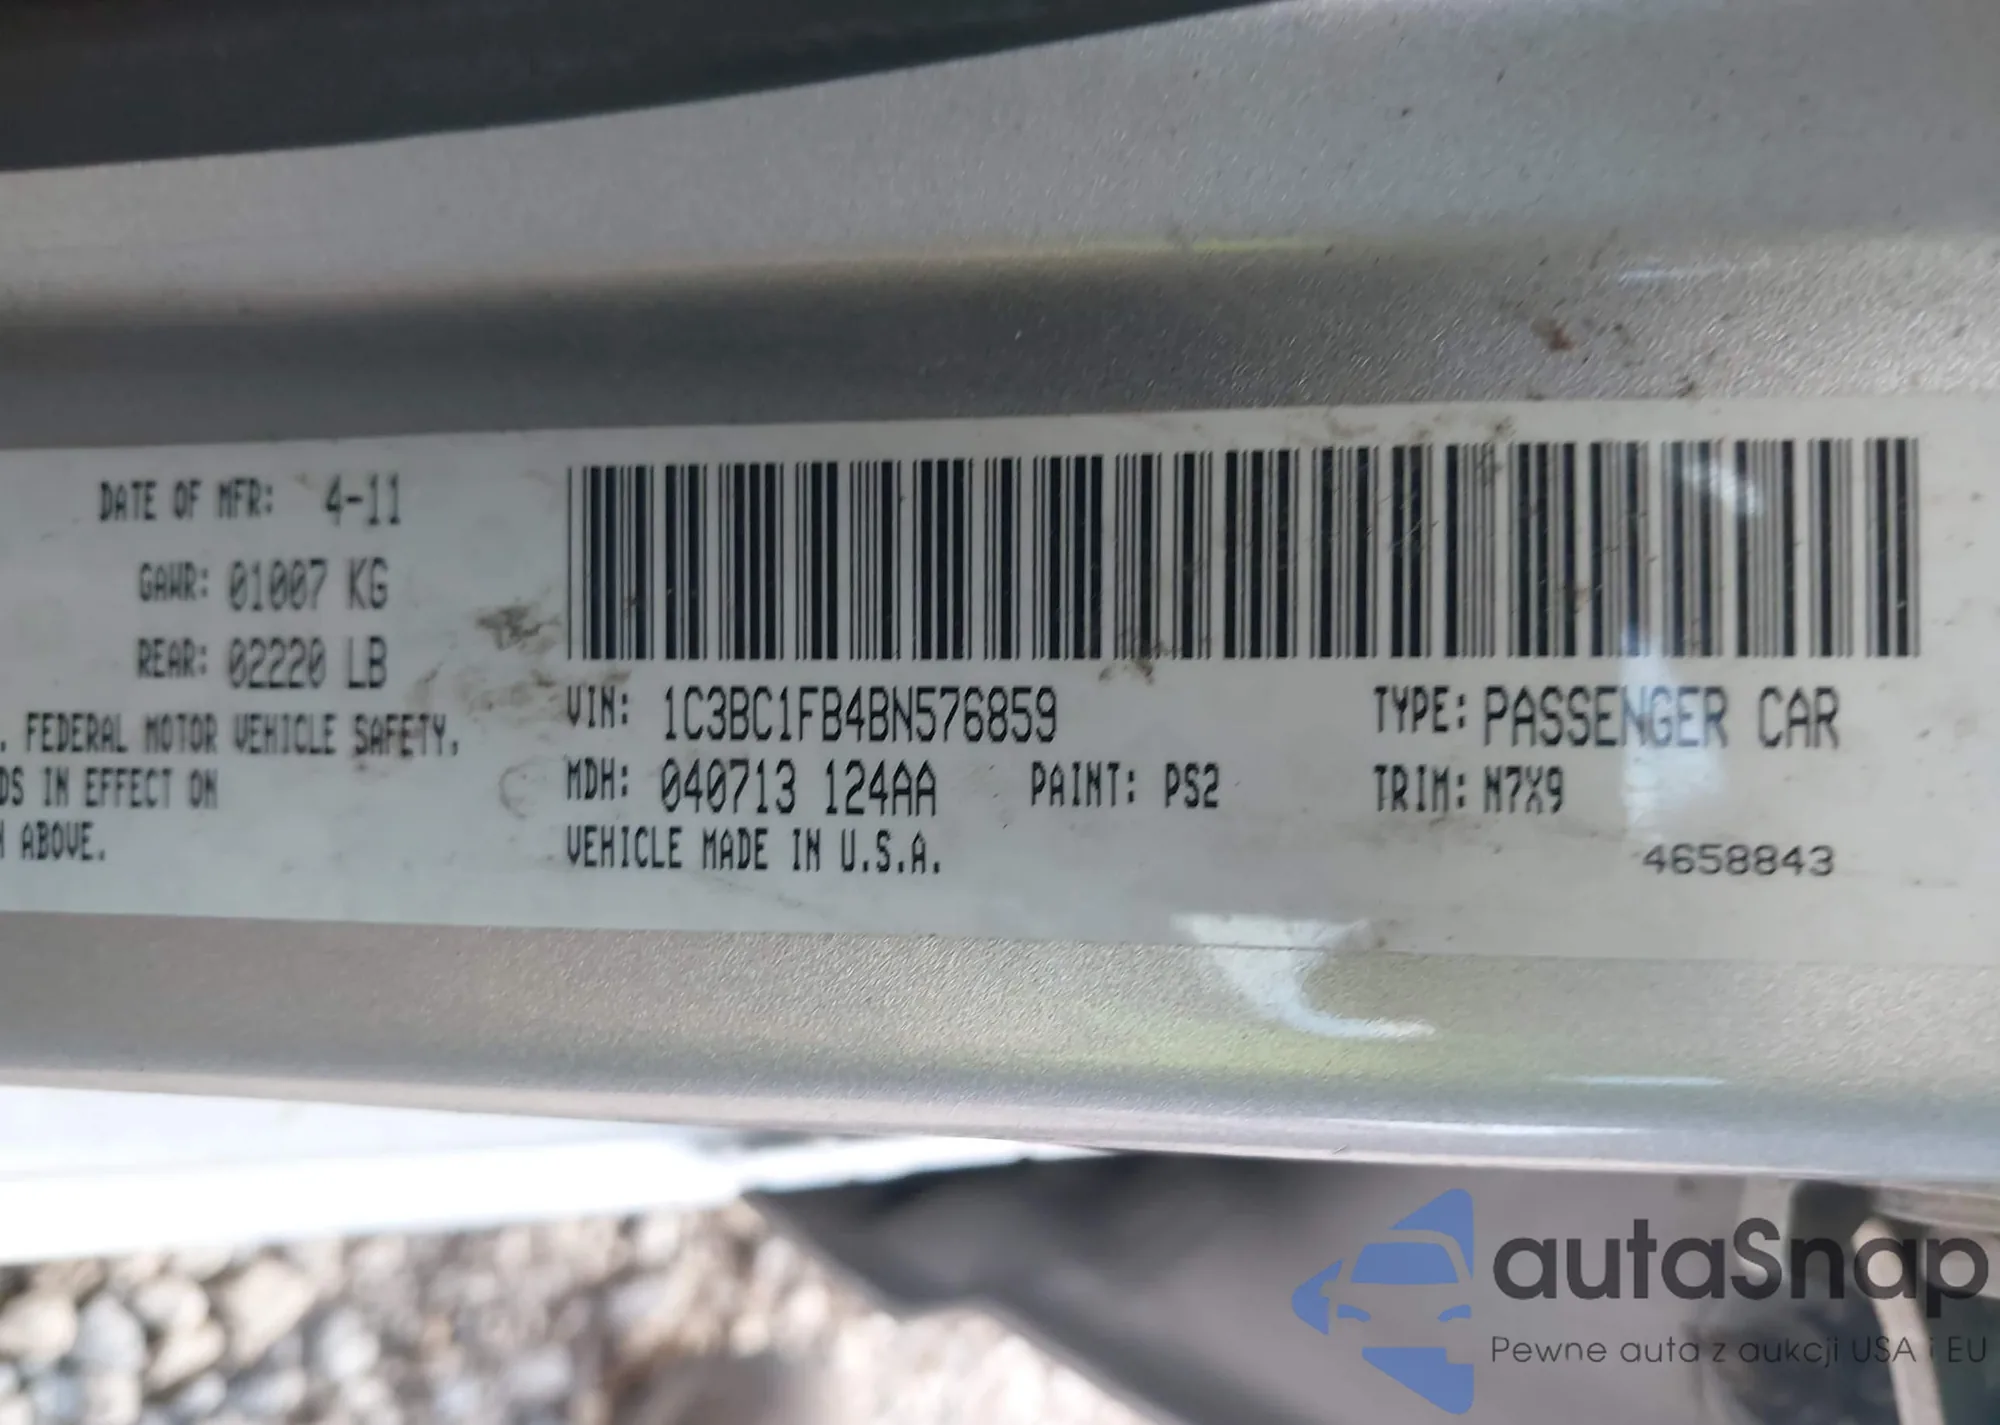 DATE OF MFR: 4-11
GAWR: 01007 KG
REAR: 02220 LB
. FEDERAL MOTOR VEHICLE SAFETY,
DS IN EFFECT ON
ABOVE.
VIN: 1C3BC1FB4BN576859
TYPE: PASSENGER CAR
MDH: 040713 124AA
PAINT: PS2
TRIM: N7X9
VEHICLE MADE IN U.S.A.
4658843
autaSnap
Pewne auta z aukcji USA i EU